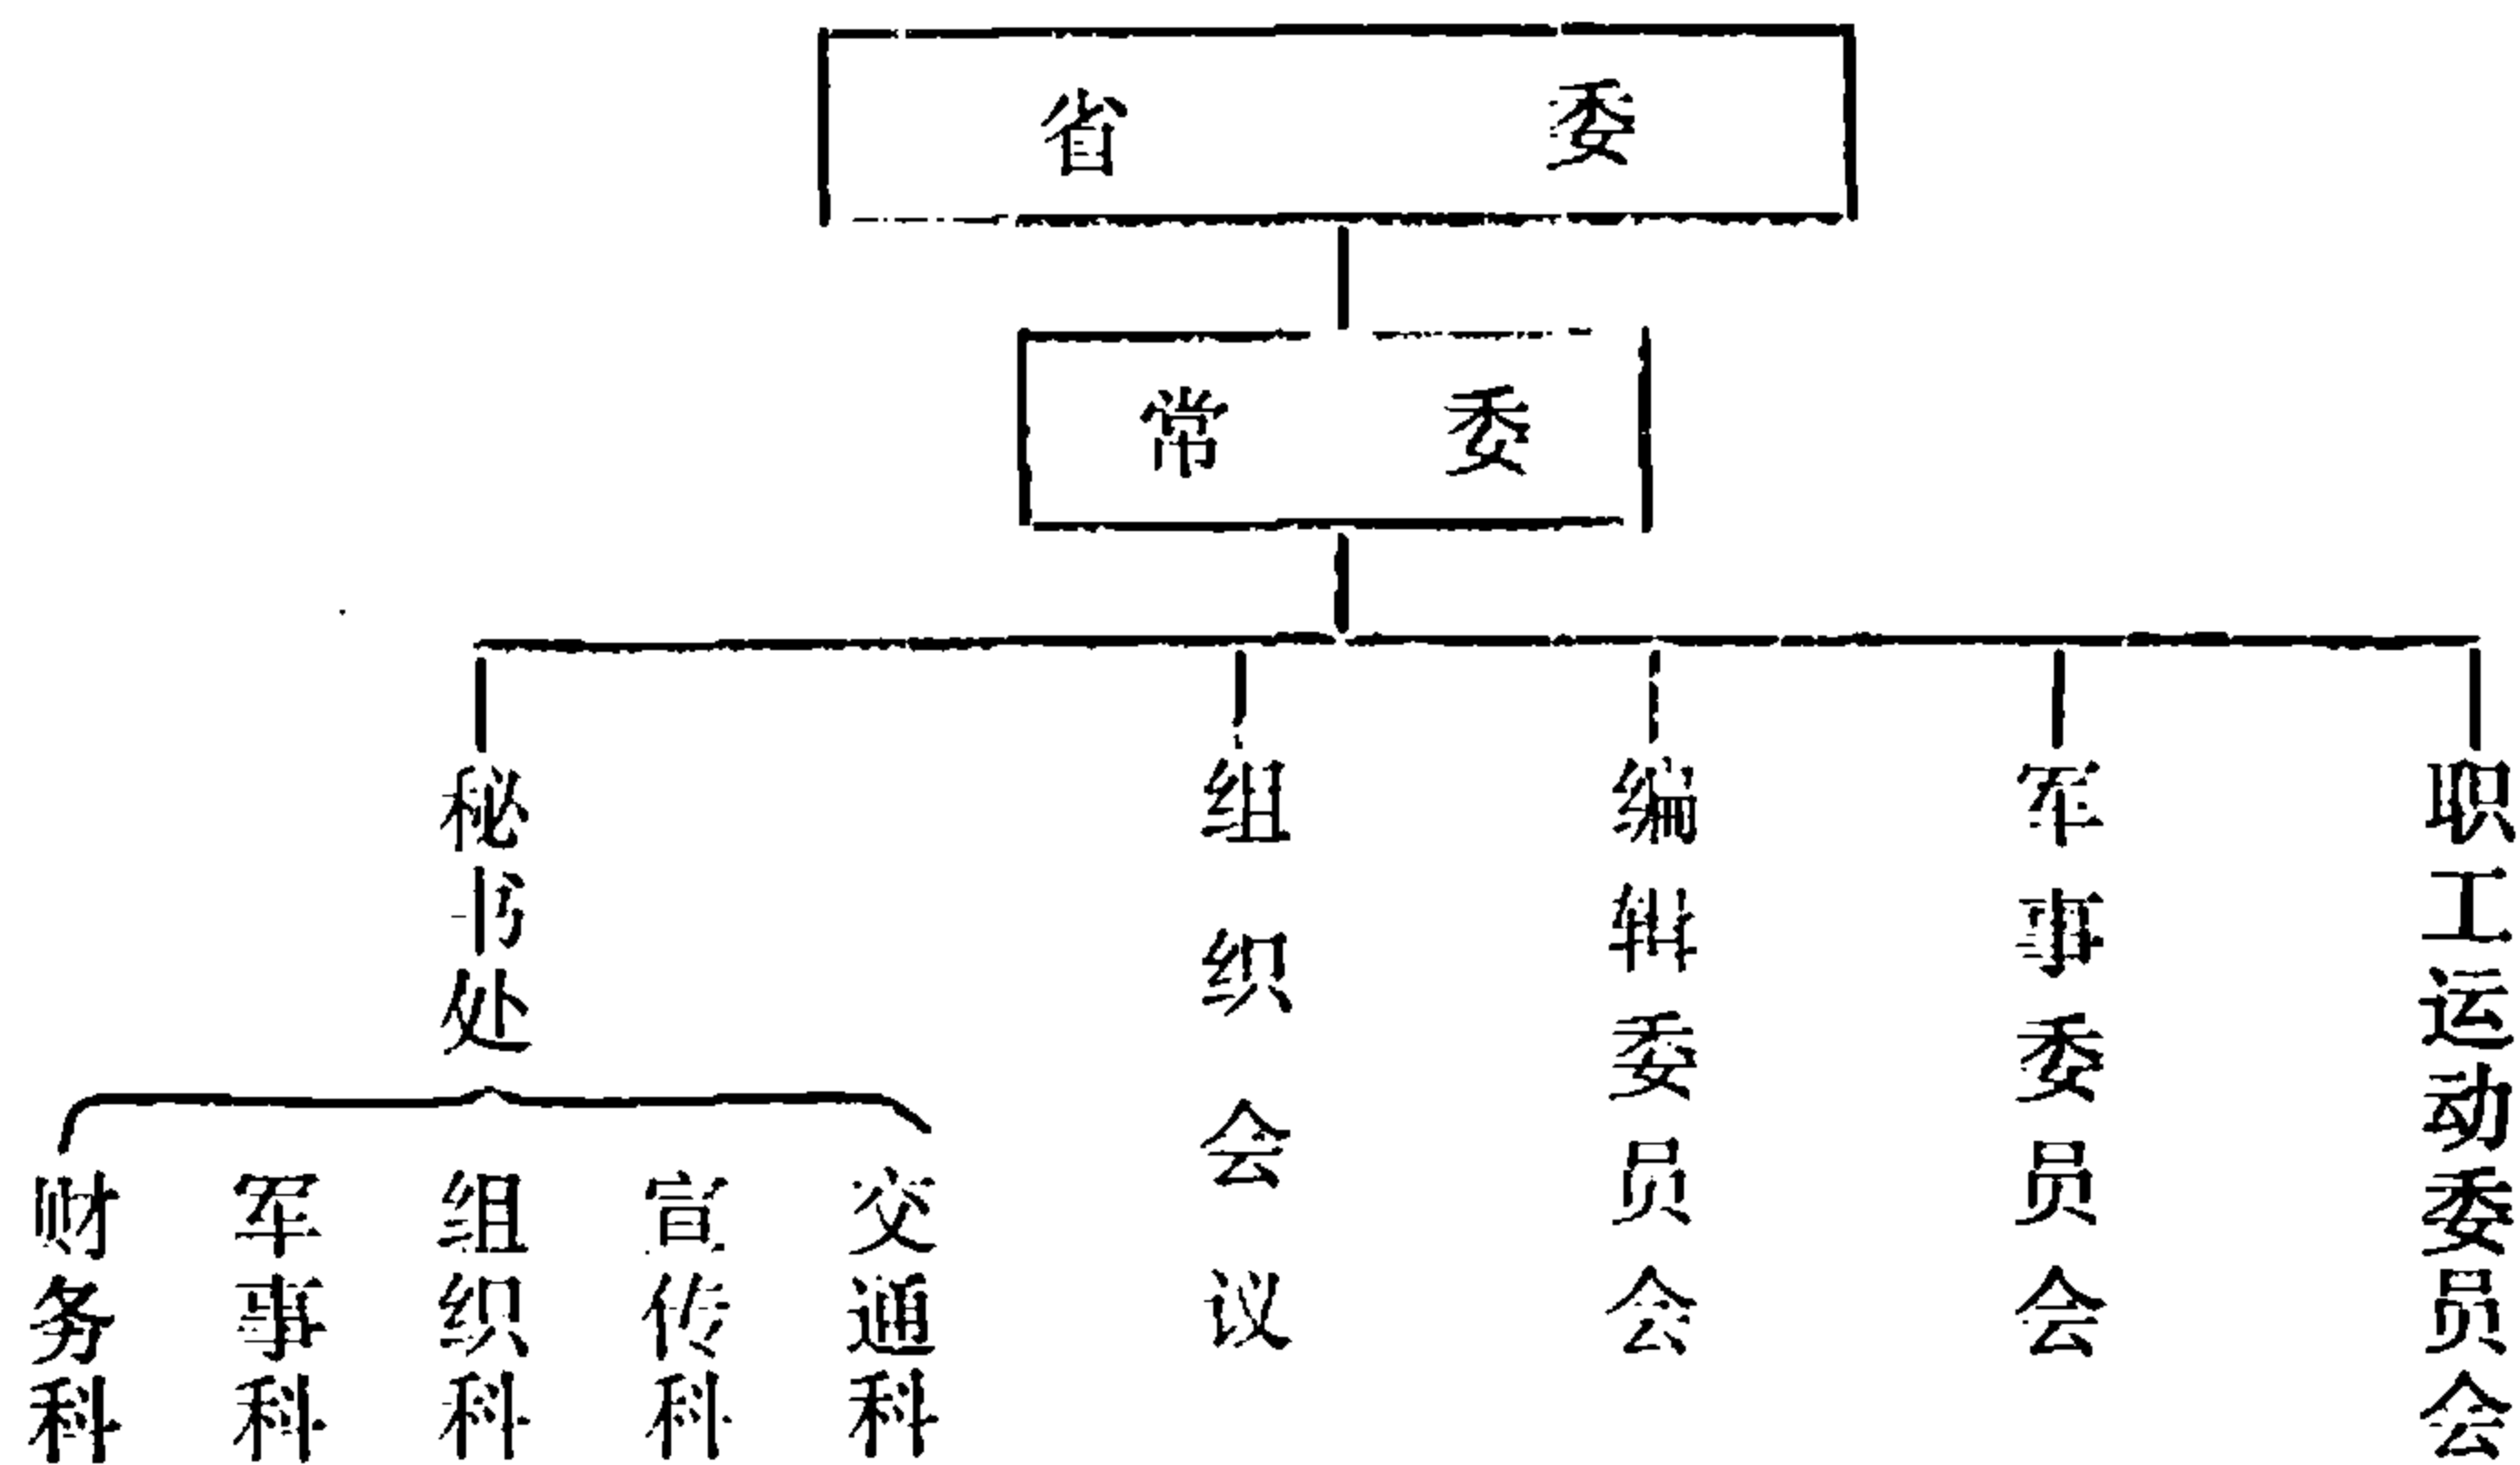 省委
常委
秘书处
组织会议
编辑委员会
军事委员会
职工运动委员会
财务科
军事科
组织科
宣传科
交通科